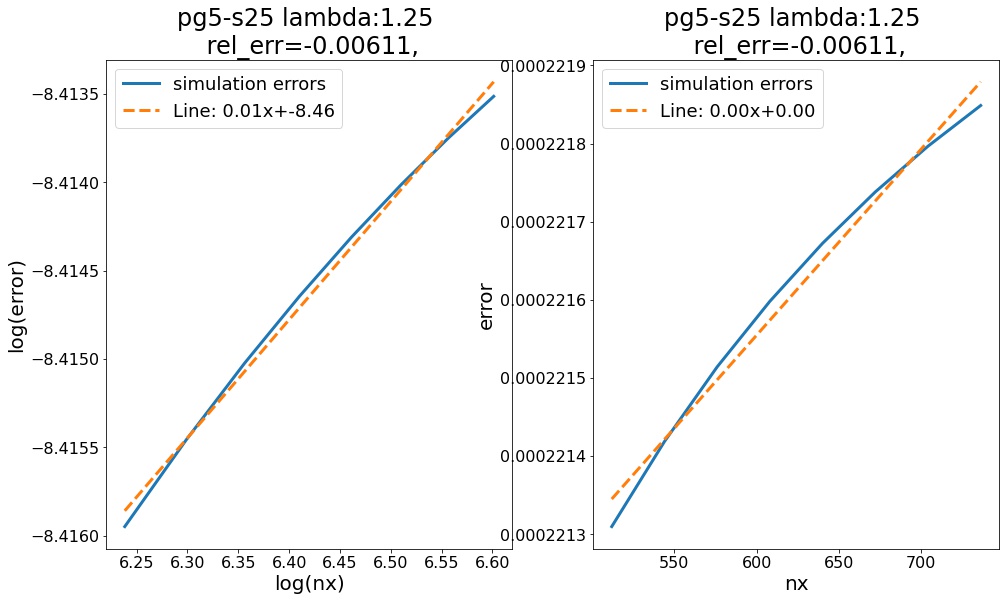 pg5-s25 lambda:1.25
rel_err=-0.00611,
simulation errors
Line: 0.01x+-8.46
−8.4135
−8.4140
−8.4145
−8.4150
−8.4155
−8.4160
log(error)
6.25 6.30 6.35 6.40 6.45 6.50 6.55 6.60
log(nx)
pg5-s25 lambda:1.25
rel_err=-0.00611,
simulation errors
Line: 0.00x+0.00
0.0002219
0.0002218
0.0002217
0.0002216
0.0002215
0.0002214
0.0002213
error
550 600 650 700
nx